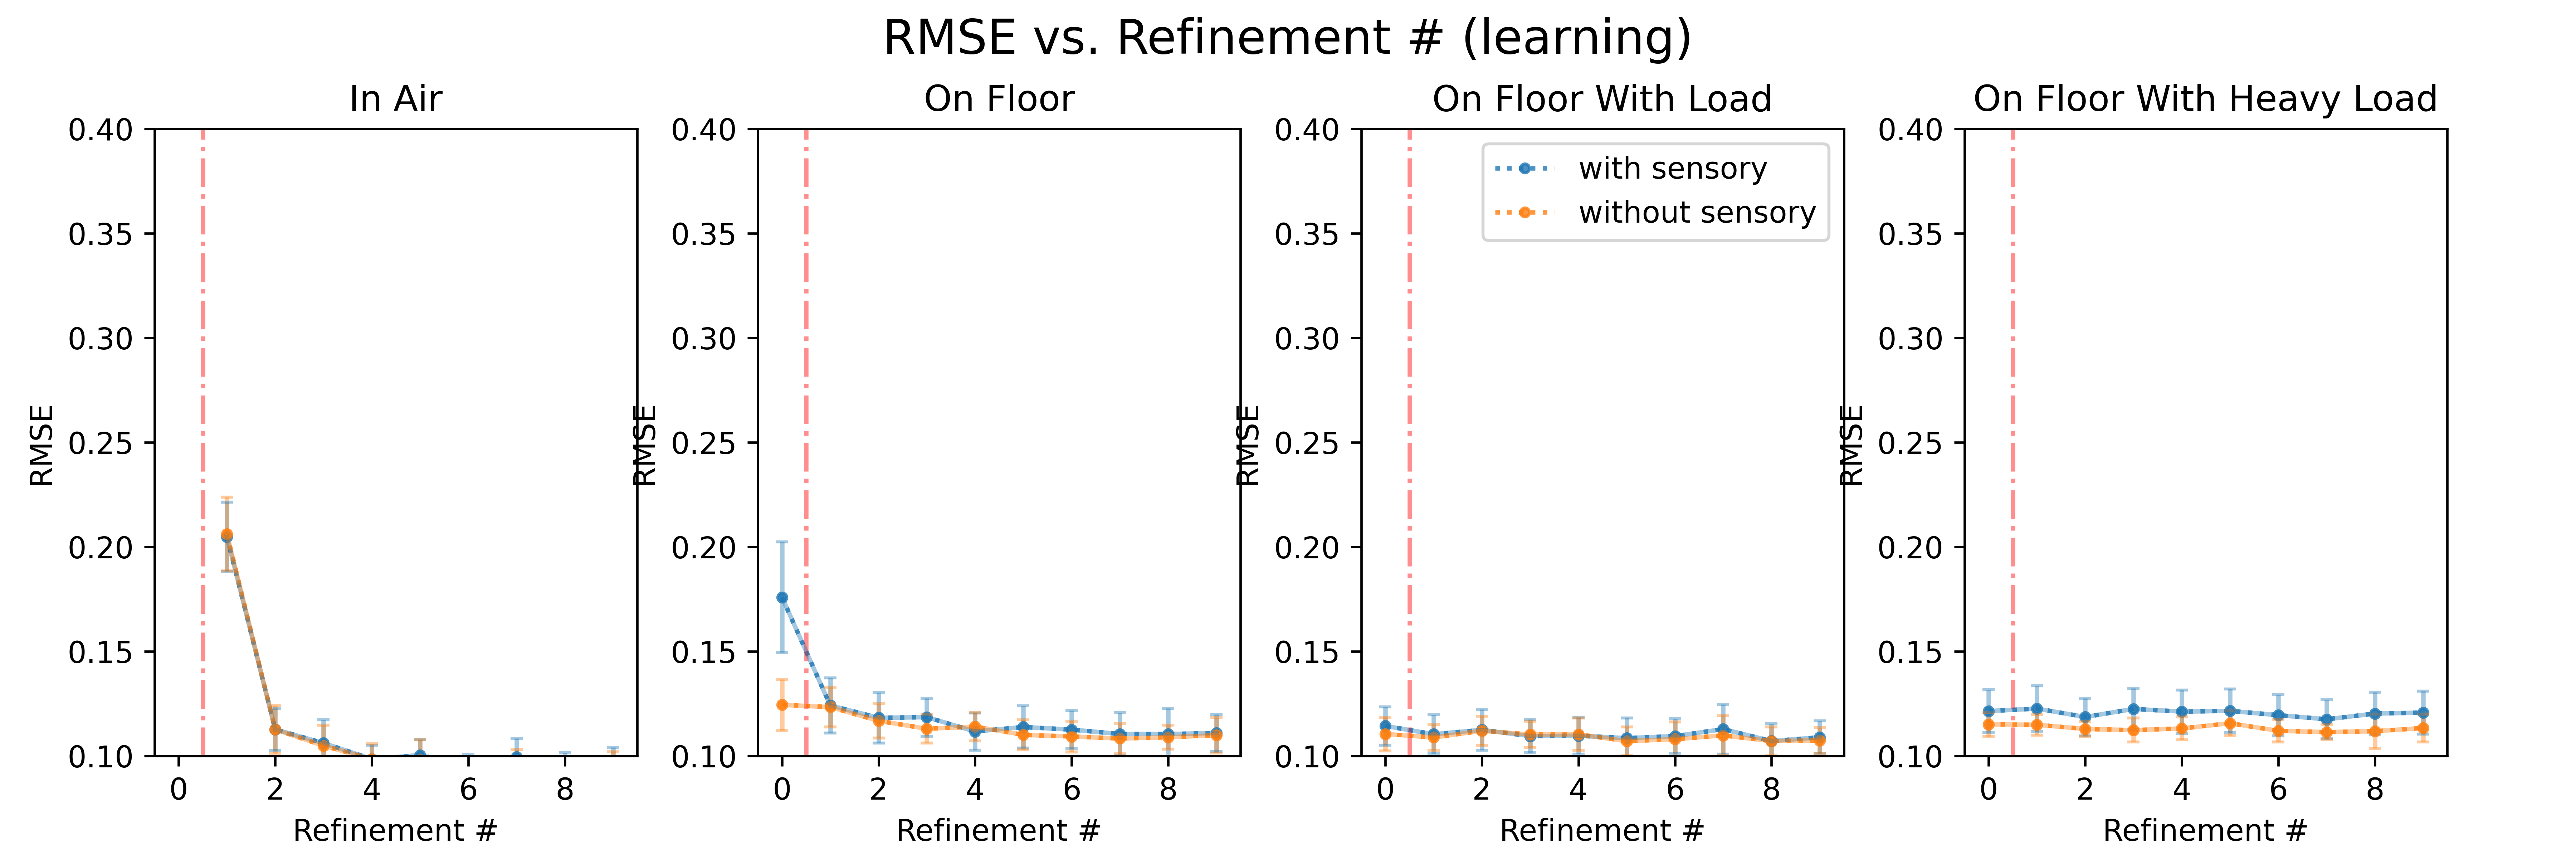 RMSE vs. Refinement # (learning)
In Air
0.40
0.35
0.30
0.25
0.20
0.15
0.10
RMSE
0 2 4 6 8
Refinement #
On Floor
0.40
0.35
0.30
0.25
0.20
0.15
0.10
RMSE
0 2 4 6 8
Refinement #
On Floor With Load
0.40
0.35
0.30
0.25
0.20
0.15
0.10
RMSE
with sensory
without sensory
0 2 4 6 8
Refinement #
On Floor With Heavy Load
0.40
0.35
0.30
0.25
0.20
0.15
0.10
RMSE
0 2 4 6 8
Refinement #